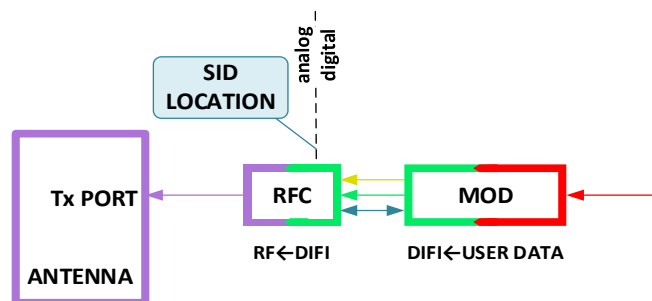 analog
digital
SID
LOCATION
Tx PORT
RFC
MOD
RF←DIFI
DIFI←USER DATA
ANTENNA